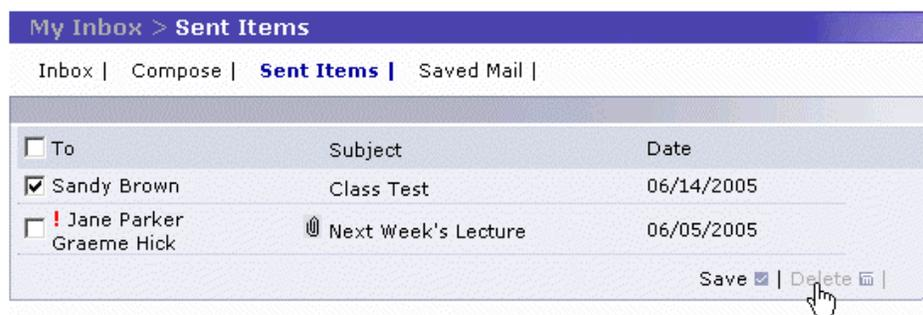 My Inbox > Sent Items
Inbox | Compose | Sent Items | Saved Mail |
To Subject Date
Sandy Brown Class Test 06/14/2005
! Jane Parker
Graeme Hick Next Week's Lecture 06/05/2005
Save | Delete |